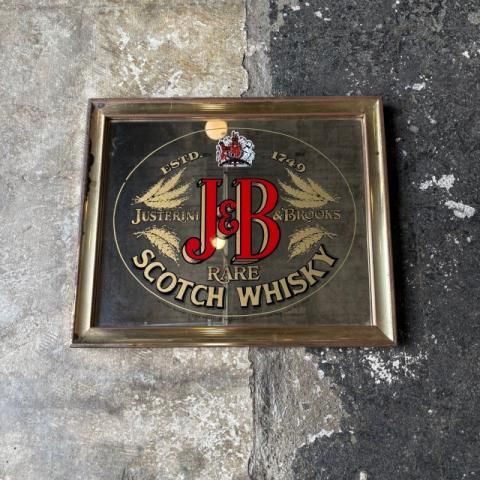 ESTD. 1749
JUSTERINI & BROOKS
J&B
RARE
SCOTCH WHISKY